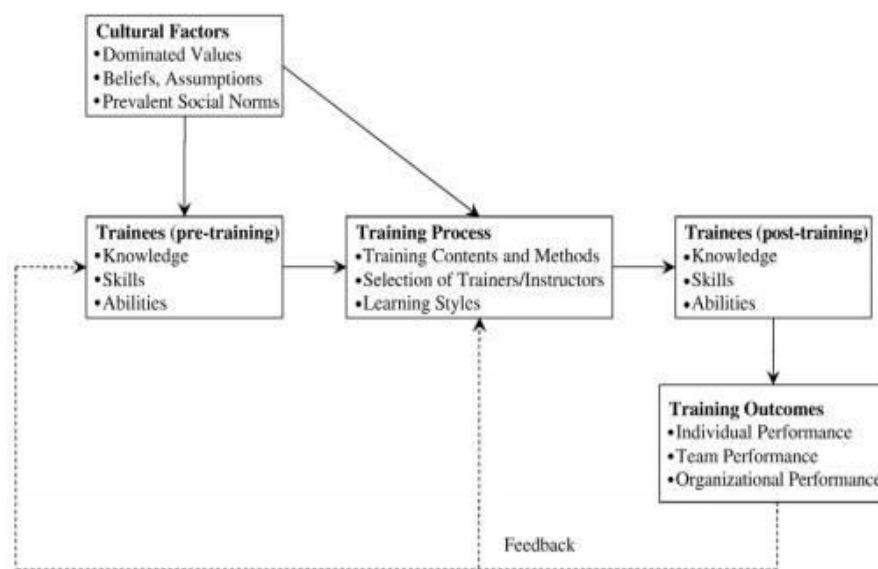 Cultural Factors
•Dominated Values
•Beliefs, Assumptions
•Prevalent Social Norms
Trainees (pre-training)
•Knowledge
•Skills
•Abilities
Training Process
•Training Contents and Methods
•Selection of Trainers/Instructors
•Learning Styles
Trainees (post-training)
•Knowledge
•Skills
•Abilities
Training Outcomes
•Individual Performance
•Team Performance
•Organizational Performance
Feedback